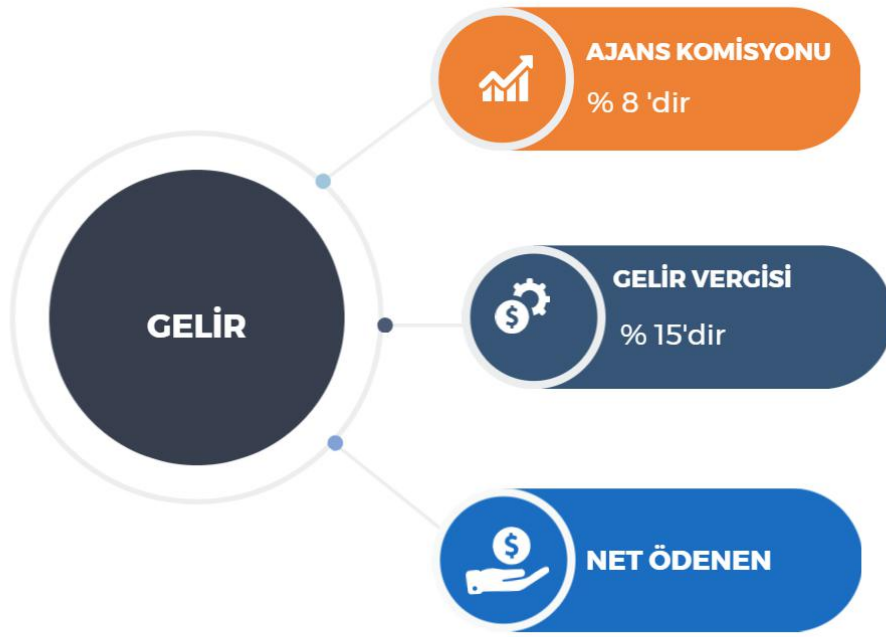 AJANS KOMİSYONU
% 8 'dir
GELİR
GELİR VERGİSİ
% 15'dir
NET ÖDENEN